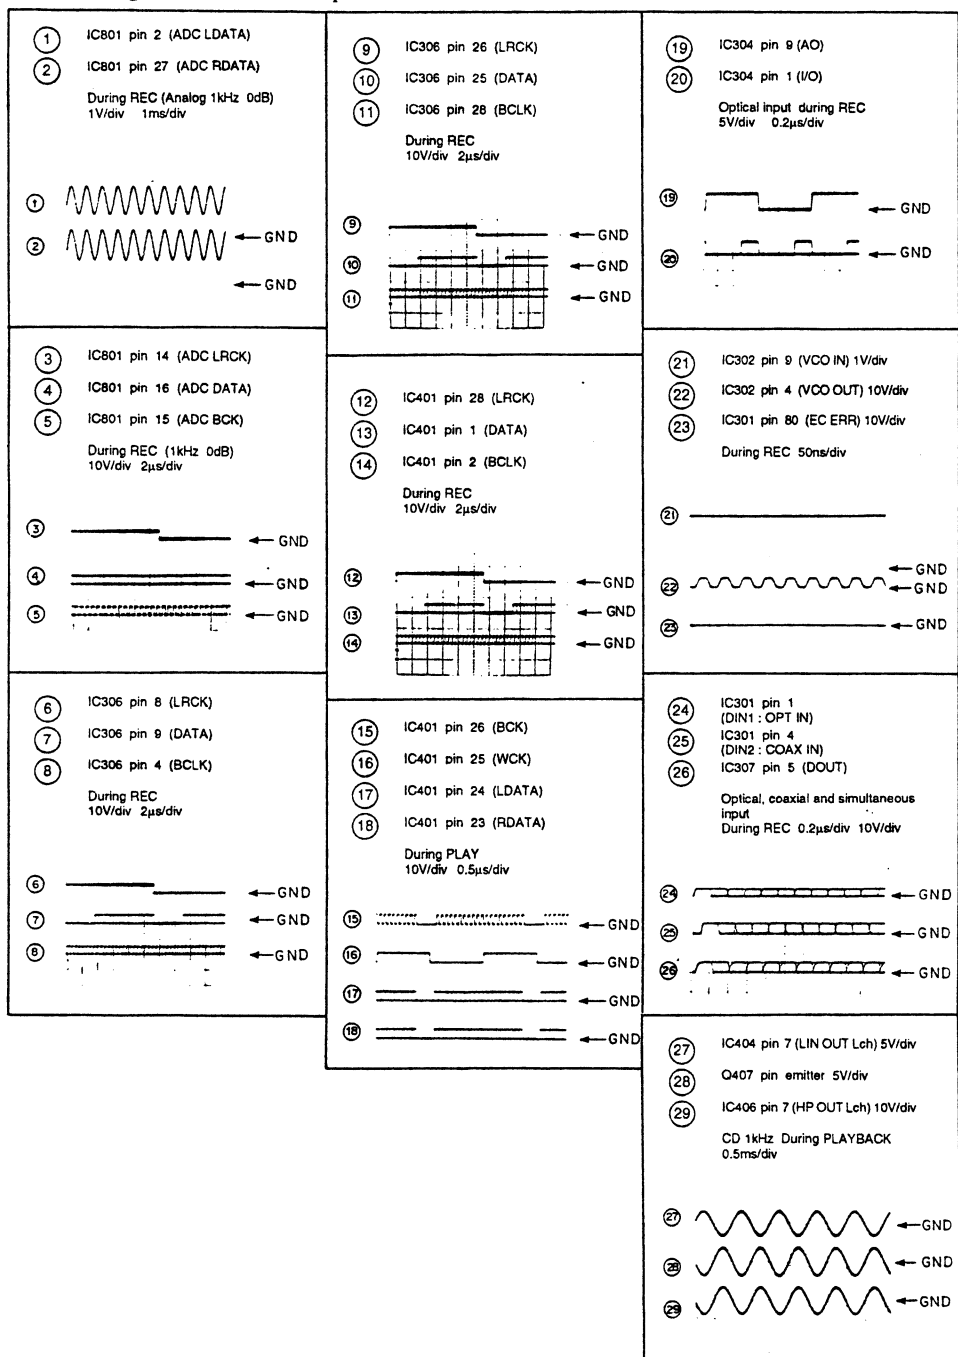 1 IC801 pin 2 (ADC LDATA)
2 IC801 pin 27 (ADC RDATA)
During REC (Analog 1kHz 0dB)
1V/div 1ms/div
1
2
GND
GND
3 IC801 pin 14 (ADC LRCK)
4 IC801 pin 16 (ADC DATA)
5 IC801 pin 15 (ADC BCK)
During REC (1kHz 0dB)
10V/div 2µs/div
3
GND
4
GND
5
GND
6 IC306 pin 8 (LRCK)
7 IC306 pin 9 (DATA)
8 IC306 pin 4 (BCLK)
During REC
10V/div 2µs/div
6
GND
7
GND
8
GND
9 IC306 pin 26 (LRCK)
10 IC306 pin 25 (DATA)
11 IC306 pin 28 (BCLK)
During REC
10V/div 2µs/div
9
GND
10
GND
11
GND
12 IC401 pin 28 (LRCK)
13 IC401 pin 1 (DATA)
14 IC401 pin 2 (BCLK)
During REC
10V/div 2µs/div
12
GND
13
GND
14
GND
15 IC401 pin 26 (BCK)
16 IC401 pin 25 (WCK)
17 IC401 pin 24 (LDATA)
18 IC401 pin 23 (RDATA)
During PLAY
10V/div 0.5µs/div
15
GND
16
GND
17
GND
18
GND
19 IC304 pin 9 (AO)
20 IC304 pin 1 (I/O)
Optical input during REC
5V/div 0.2µs/div
19
GND
20
GND
21 IC302 pin 9 (VCO IN) 1V/div
22 IC302 pin 4 (VCO OUT) 10V/div
23 IC301 pin 80 (EC ERR) 10V/div
During REC 50ns/div
21
GND
22
GND
23
GND
24 IC301 pin 1
(DIN1 : OPT IN)
25 IC301 pin 4
(DIN2 : COAX IN)
26 IC307 pin 5 (DOUT)
Optical, coaxial and simultaneous
input
During REC 0.2µs/div 10V/div
24
GND
25
GND
26
GND
27 IC404 pin 7 (LIN OUT Lch) 5V/div
28 Q407 pin emitter 5V/div
29 IC406 pin 7 (HP OUT Lch) 10V/div
CD 1kHz During PLAYBACK
0.5ms/div
27
GND
28
GND
29
GND